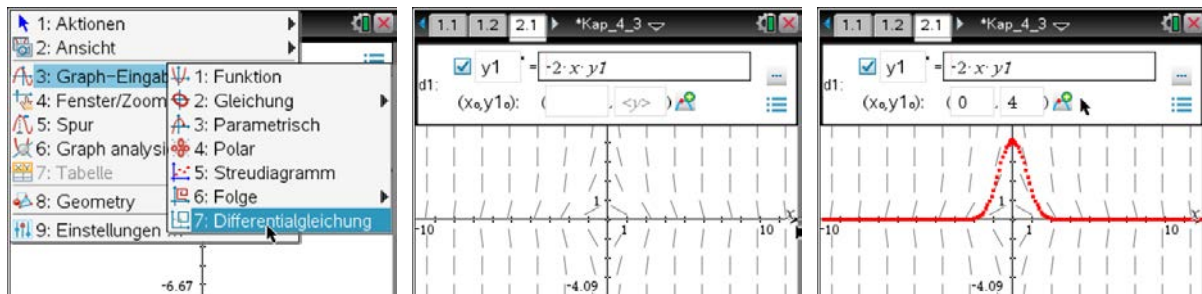 1: Aktionen
2: Ansicht
3: Graph-Eingab
4: Fenster/Zoom
5: Spur
6: Graph analysi
7: Tabelle
8: Geometry
9: Einstellungen ...
1: Funktion
2: Gleichung
3: Parametrisch
4: Polar
5: Streudiagramm
6: Folge
7: Differentialgleichung
-6.67
1.1 1.2 2.1 *Kap_4_3
y1 ' = -2·x·y1
d1:
(x₀,y1₀): ( , <y> )
1
-10 1 10
-4.09
1.1 1.2 2.1 *Kap_4_3
y1 ' = -2·x·y1
d1:
(x₀,y1₀): ( 0 , 4 )
1
x
-10 1 10
-4.09